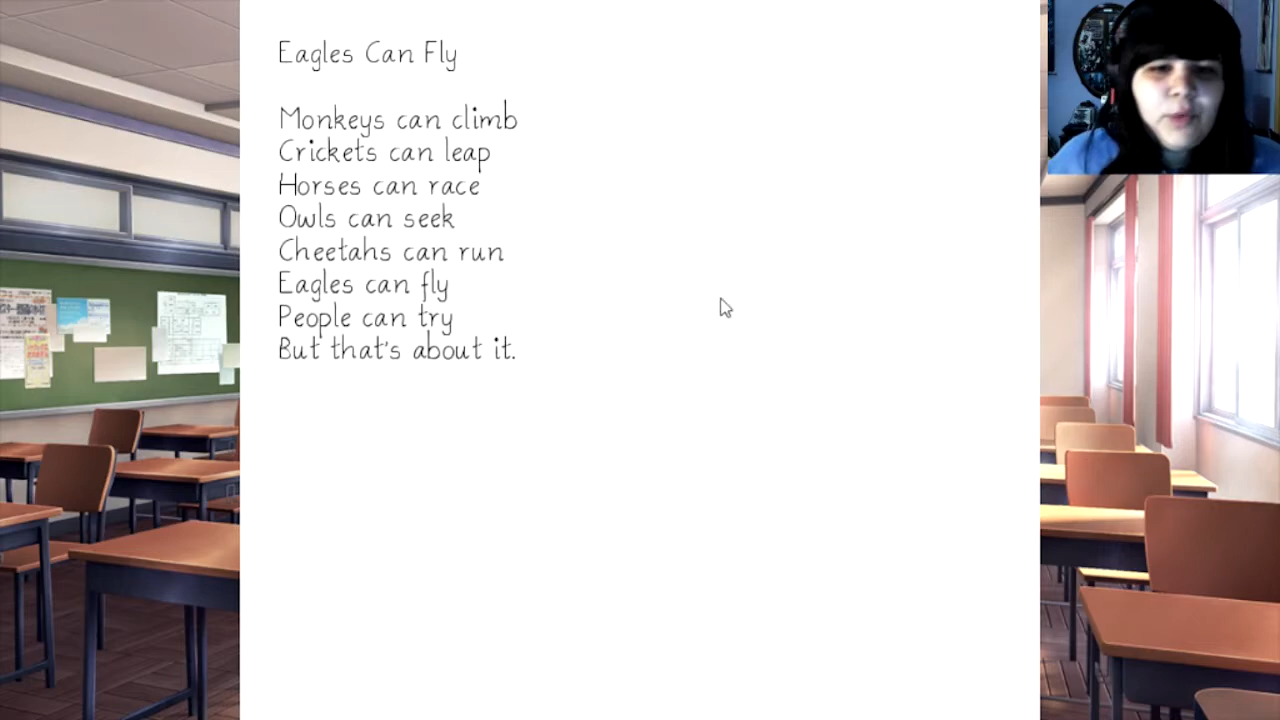 Eagles Can Fly
Monkeys can climb
Crickets can leap
Horses can race
Owls can seek
Cheetahs can run
Eagles can fly
People can try
But that's about it.